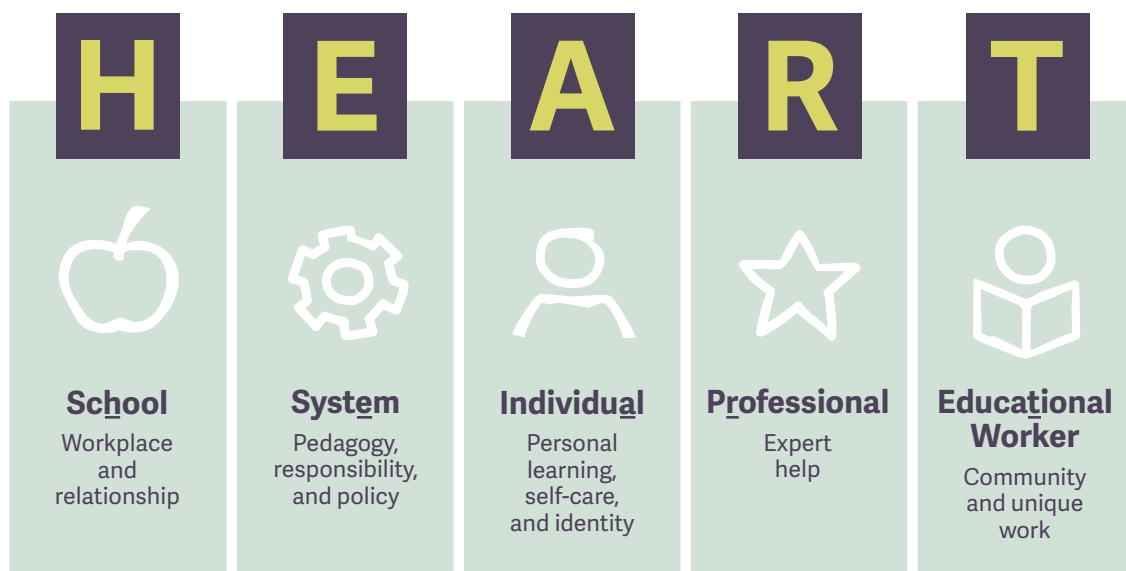 H
School
Workplace
and
relationship
E
System
Pedagogy,
responsibility,
and policy
A
Individual
Personal
learning,
self-care,
and identity
R
Professional
Expert
help
T
Educational
Worker
Community
and unique
work